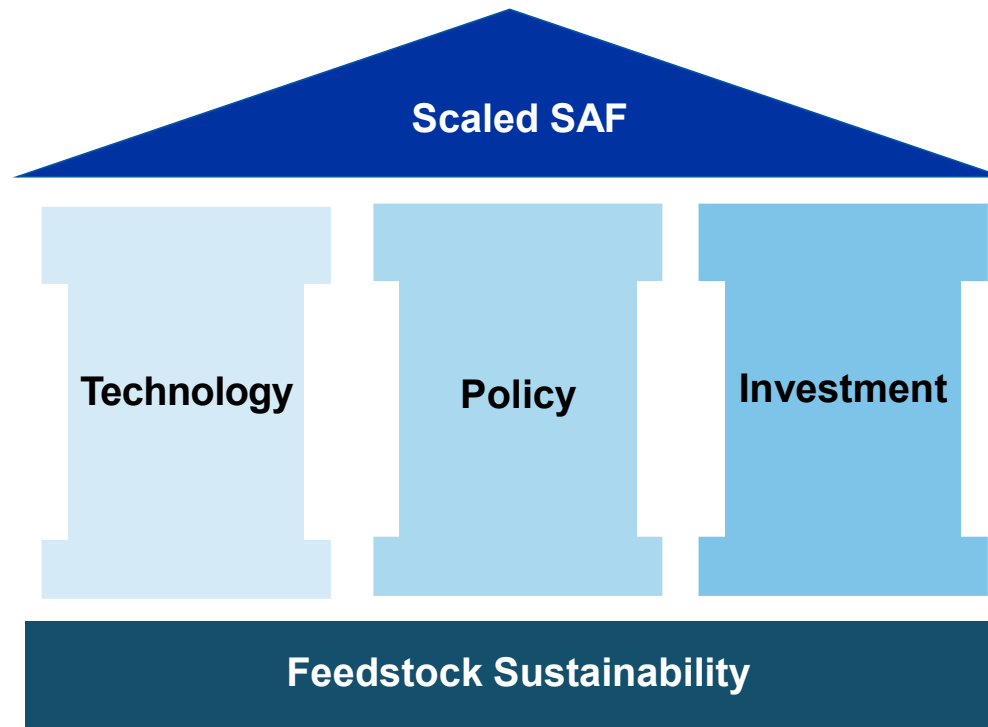 Scaled SAF
Technology
Policy
Investment
Feedstock Sustainability